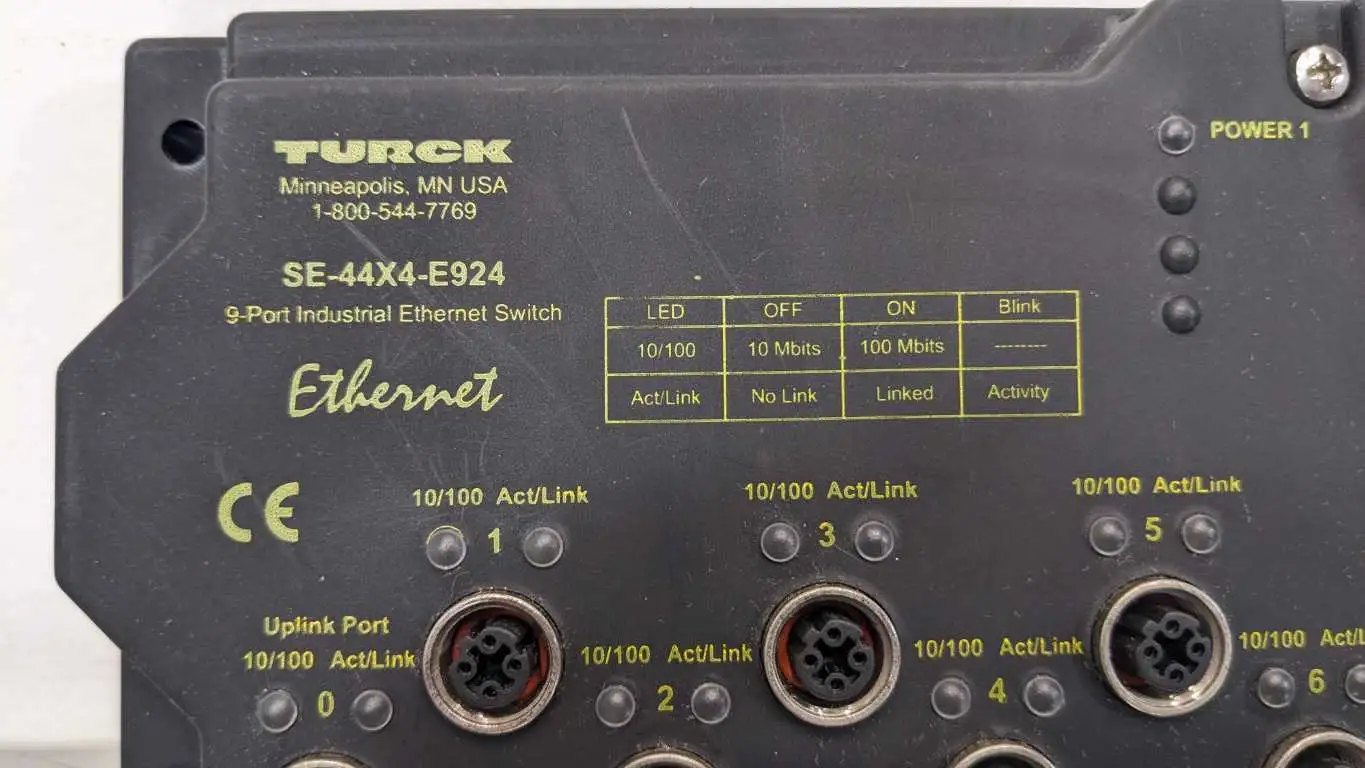 TURCK
Minneapolis, MN USA
1-800-544-7769
SE-44X4-E924
9-Port Industrial Ethernet Switch
Ethernet
POWER 1
LED OFF ON Blink
10/100 10 Mbits 100 Mbits --------
Act/Link No Link Linked Activity
CE
10/100 Act/Link
1
10/100 Act/Link
3
10/100 Act/Link
5
Uplink Port
10/100 Act/Link
0
10/100 Act/Link
2
10/100 Act/Link
4
10/100
6